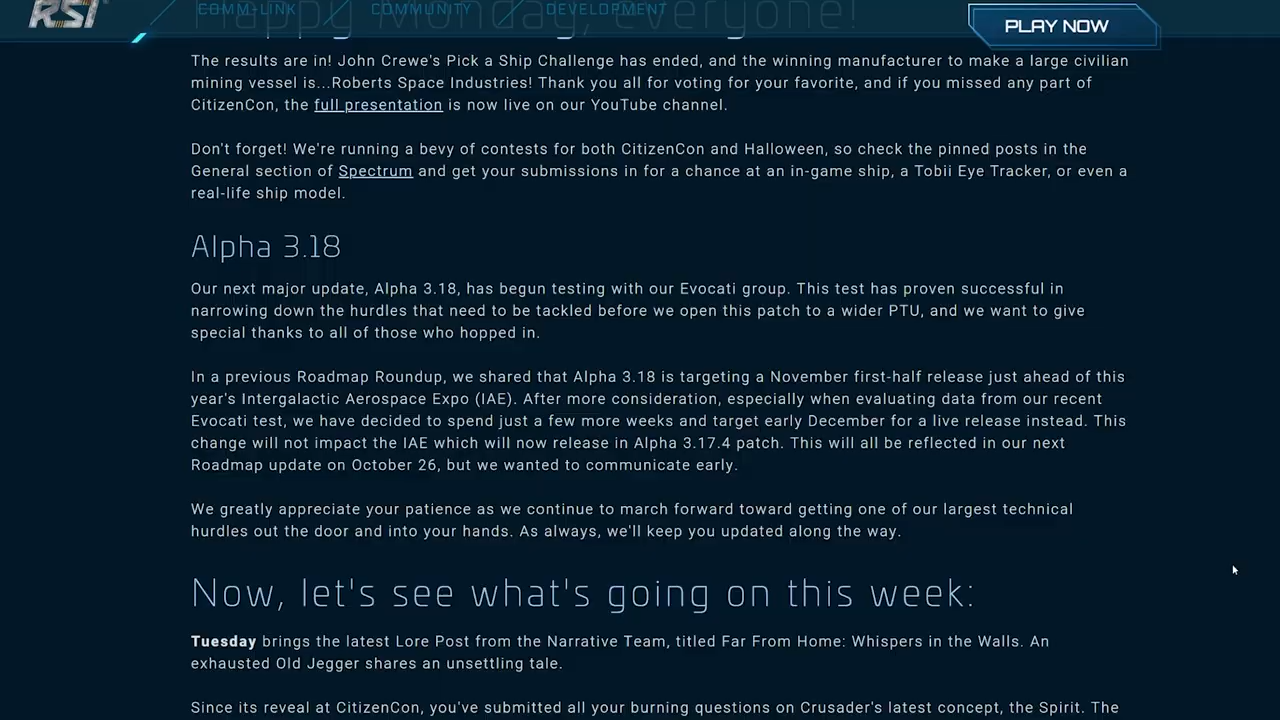 RSI
COMM-LINK
COMMUNITY
DEVELOPMENT
PLAY NOW
Happy Monday, everyone!
The results are in! John Crewe's Pick a Ship Challenge has ended, and the winning manufacturer to make a large civilian
mining vessel is...Roberts Space Industries! Thank you all for voting for your favorite, and if you missed any part of
CitizenCon, the full presentation is now live on our YouTube channel.
Don't forget! We're running a bevy of contests for both CitizenCon and Halloween, so check the pinned posts in the
General section of Spectrum and get your submissions in for a chance at an in-game ship, a Tobii Eye Tracker, or even a
real-life ship model.
Alpha 3.18
Our next major update, Alpha 3.18, has begun testing with our Evocati group. This test has proven successful in
narrowing down the hurdles that need to be tackled before we open this patch to a wider PTU, and we want to give
special thanks to all of those who hopped in.
In a previous Roadmap Roundup, we shared that Alpha 3.18 is targeting a November first-half release just ahead of this
year's Intergalactic Aerospace Expo (IAE). After more consideration, especially when evaluating data from our recent
Evocati test, we have decided to spend just a few more weeks and target early December for a live release instead. This
change will not impact the IAE which will now release in Alpha 3.17.4 patch. This will all be reflected in our next
Roadmap update on October 26, but we wanted to communicate early.
We greatly appreciate your patience as we continue to march forward toward getting one of our largest technical
hurdles out the door and into your hands. As always, we'll keep you updated along the way.
Now, let's see what's going on this week:
Tuesday brings the latest Lore Post from the Narrative Team, titled Far From Home: Whispers in the Walls. An
exhausted Old Jegger shares an unsettling tale.
Since its reveal at CitizenCon, you've submitted all your burning questions on Crusader's latest concept, the Spirit. The